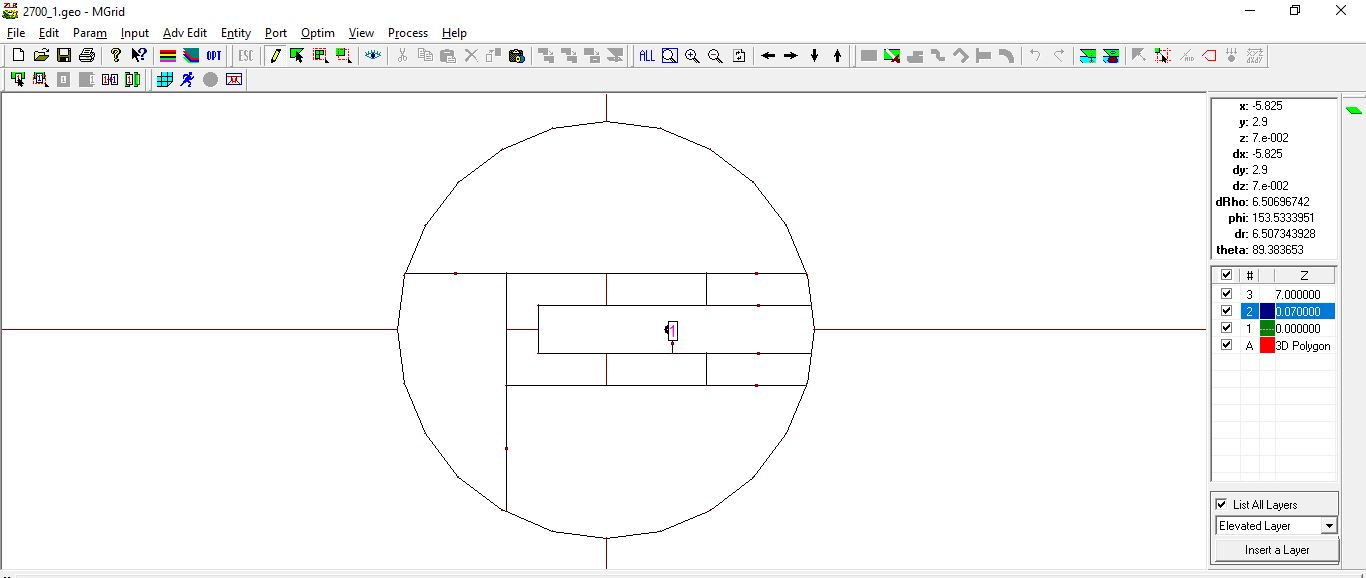 2700_1.geo - MGrid
File Edit Param Input Adv Edit Entity Port Optim View Process Help
OPT ESC ALL
x: -5.825
y: 2.9
z: 7.e-002
dx: -5.825
dy: 2.9
dz: 7.e-002
dRho: 6.50696742
phi: 153.5333951
dr: 6.507343928
theta: 89.383653
# Z
3 7.000000
2 0.070000
1 0.000000
A 3D Polygon
1
List All Layers
Elevated Layer
Insert a Layer